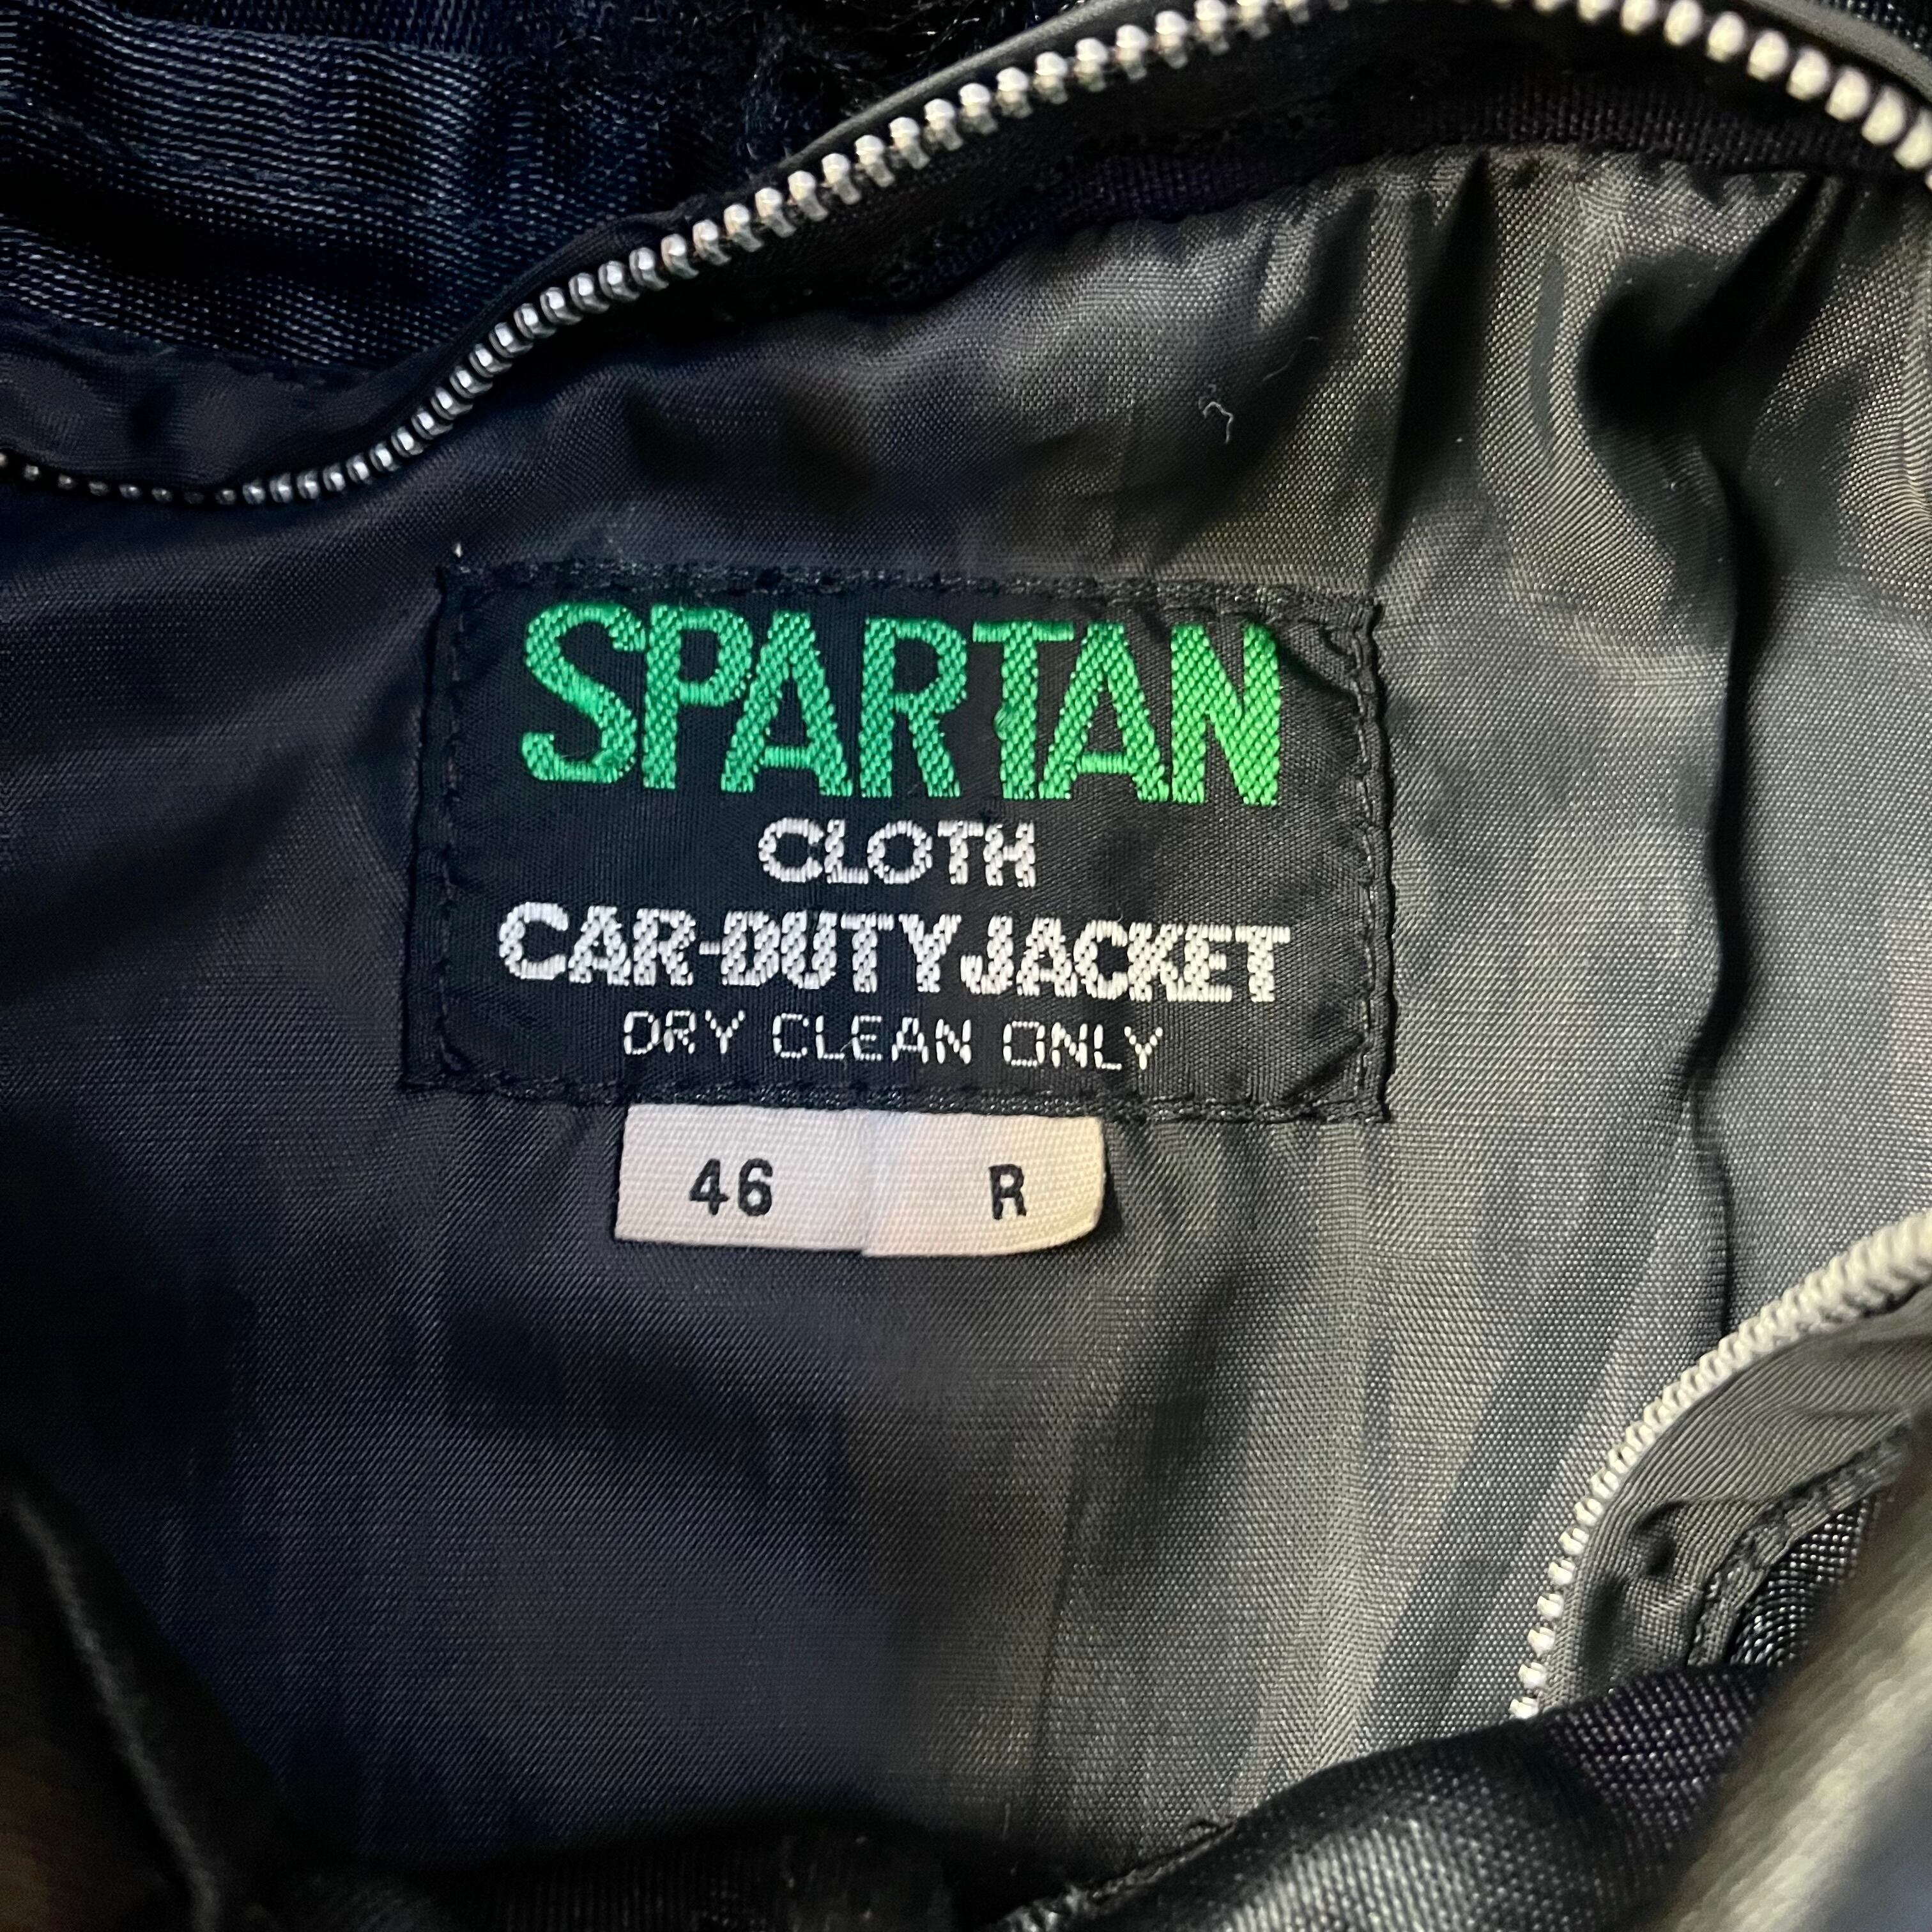 SPARTAN
CLOTH
CAR-DUTY JACKET
DRY CLEAN ONLY
46 R